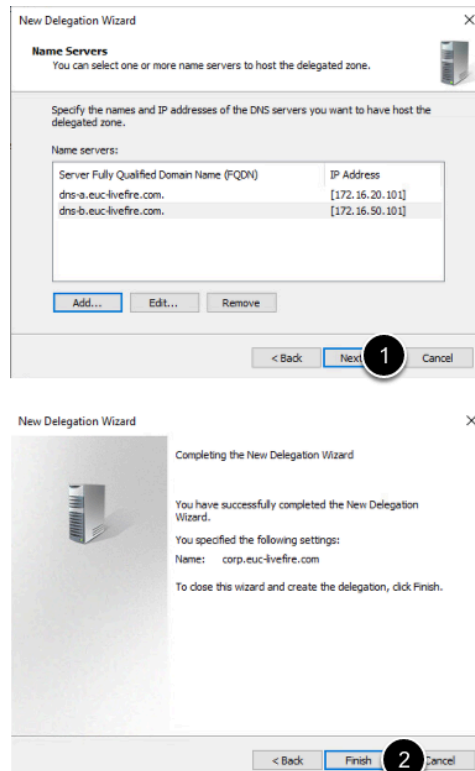 New Delegation Wizard
Name Servers
You can select one or more name servers to host the delegated zone.
Specify the names and IP addresses of the DNS servers you want to have host the
delegated zone.
Name servers:
Server Fully Qualified Domain Name (FQDN) IP Address
dns-a.euc-livefire.com. [172.16.20.101]
dns-b.euc-livefire.com. [172.16.50.101]
Add... Edit... Remove
< Back Next 1 Cancel
New Delegation Wizard
Completing the New Delegation Wizard
You have successfully completed the New Delegation
Wizard.
You specified the following settings:
Name: corp.euc-livefire.com
To close this wizard and create the delegation, click Finish.
< Back Finish 2 Cancel